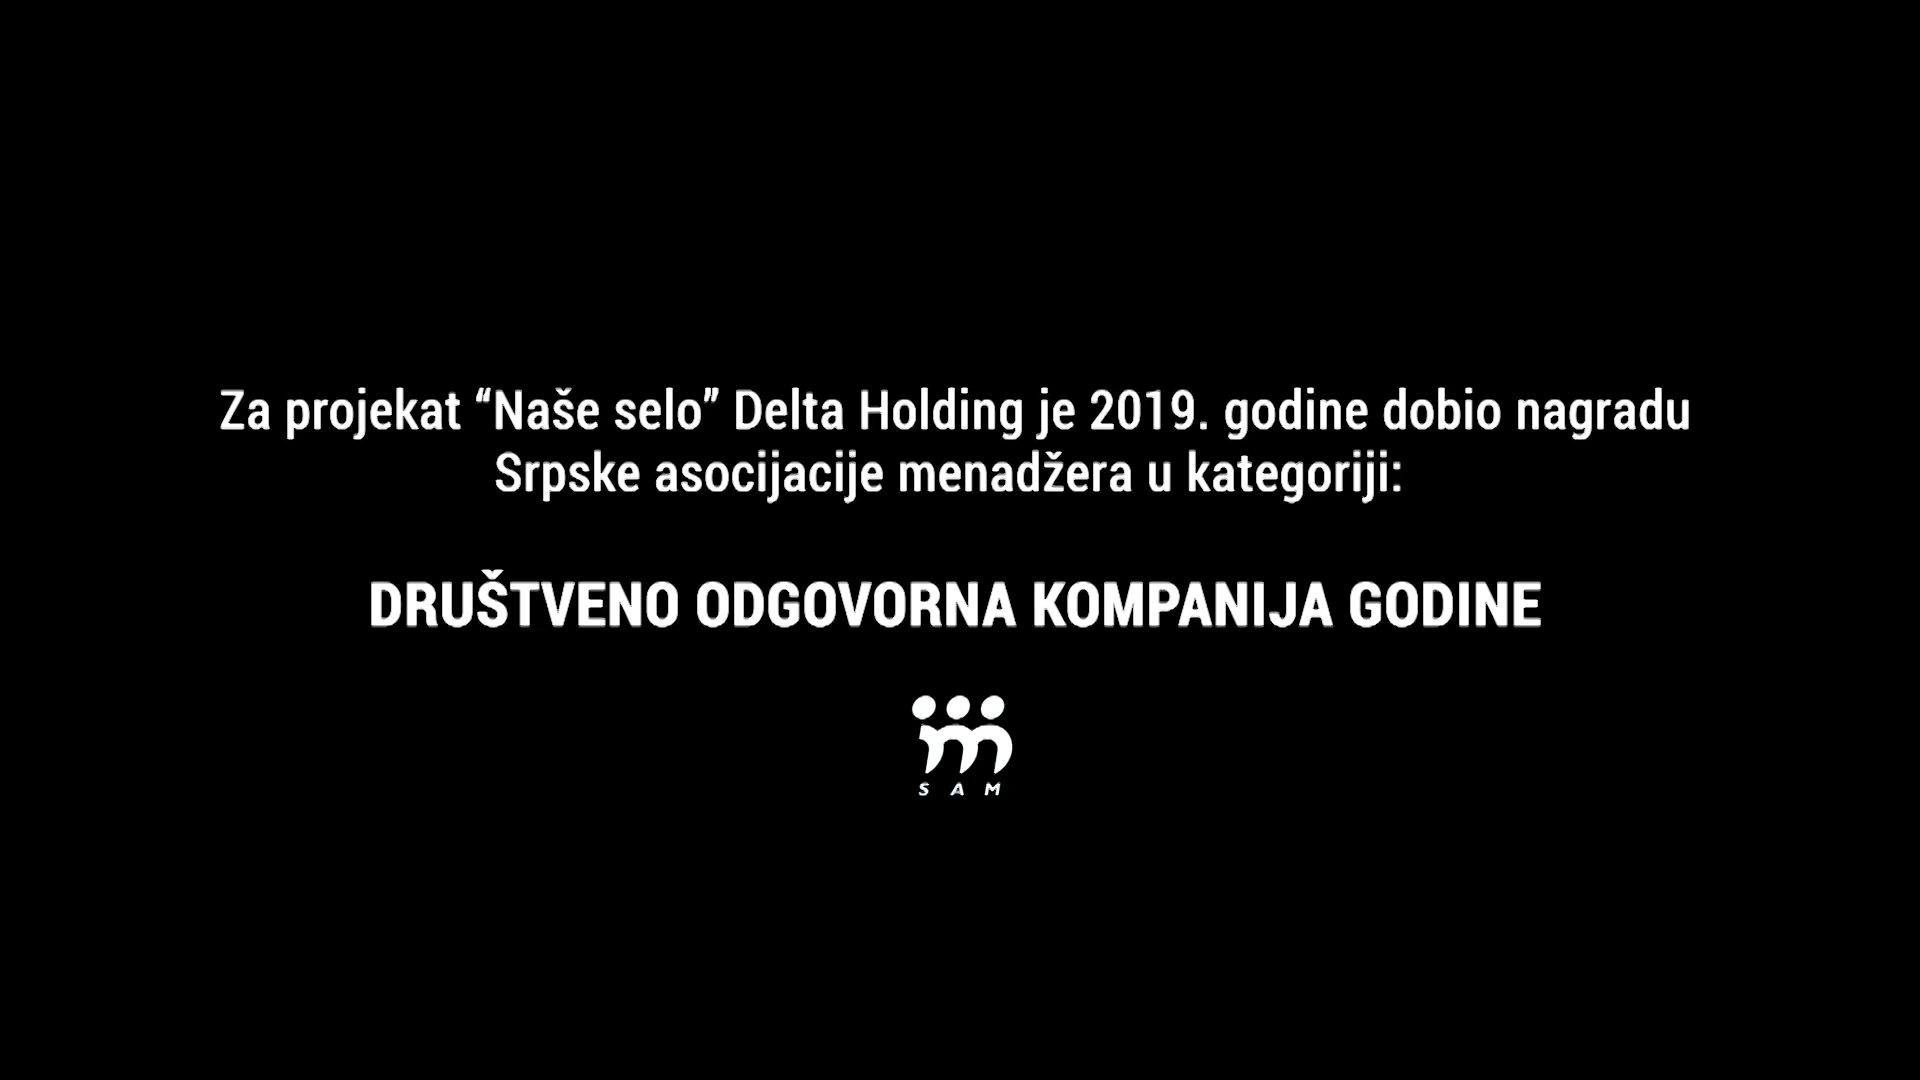 Za projekat “Naše selo” Delta Holding je 2019. godine dobio nagradu
Srpske asocijacije menadžera u kategoriji:
DRUŠTVENO ODGOVORNA KOMPANIJA GODINE
SAM